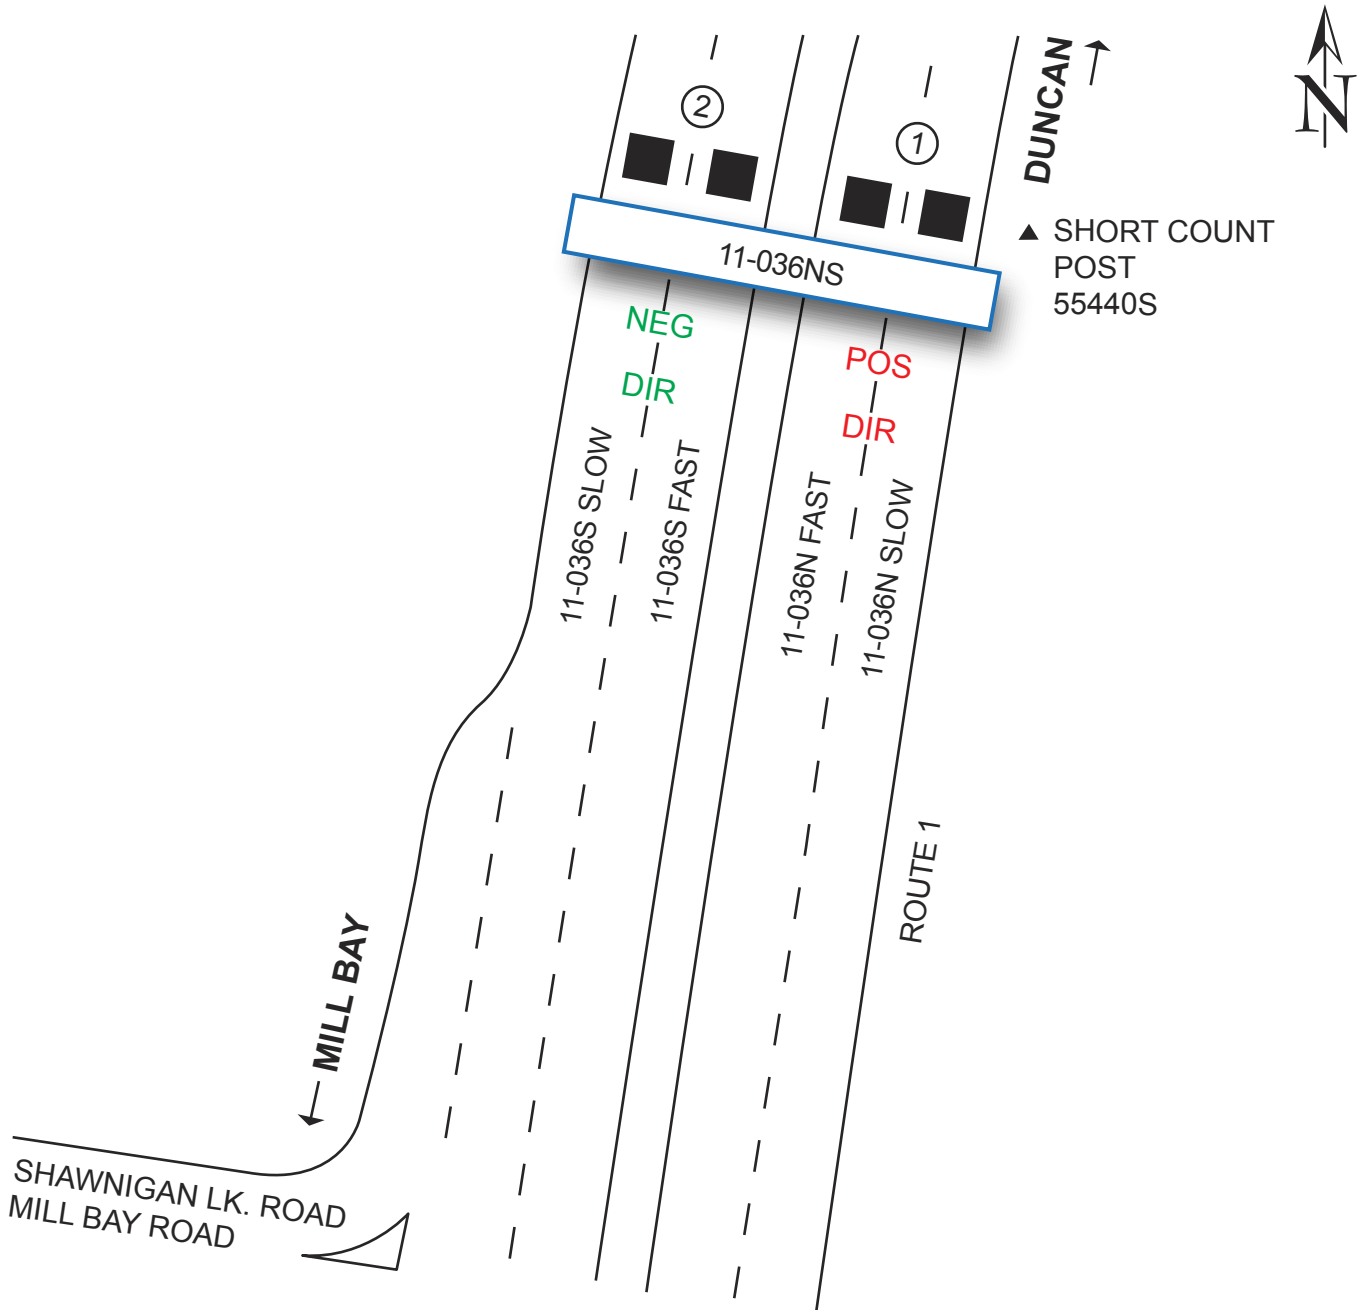 DUNCAN
N
2
1
SHORT COUNT
POST
55440S
11-036NS
NEG
DIR
POS
DIR
11-036S SLOW
11-036S FAST
11-036N FAST
11-036N SLOW
ROUTE 1
MILL BAY
SHAWNIGAN LK. ROAD
MILL BAY ROAD